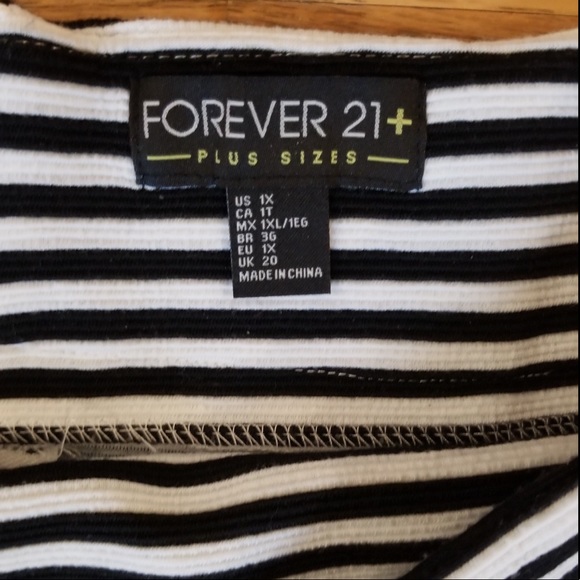 FOREVER 21+
PLUS SIZES
US 1X
CA 1T
MX 1XL/1EG
BR 3G
EU 1X
UK 20
MADE IN CHINA